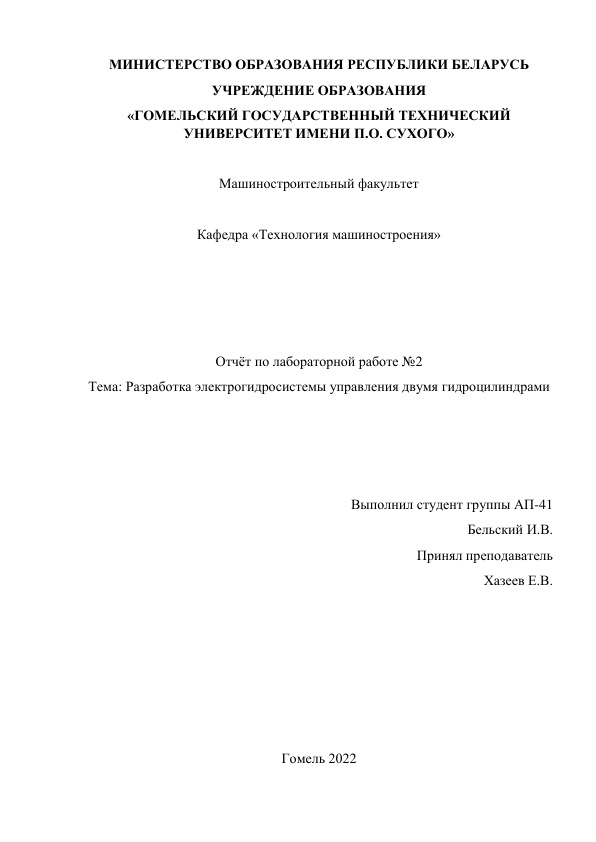 МИНИСТЕРСТВО ОБРАЗОВАНИЯ РЕСПУБЛИКИ БЕЛАРУСЬ
УЧРЕЖДЕНИЕ ОБРАЗОВАНИЯ
«ГОМЕЛЬСКИЙ ГОСУДАРСТВЕННЫЙ ТЕХНИЧЕСКИЙ
УНИВЕРСИТЕТ ИМЕНИ П.О. СУХОГО»
Машиностроительный факультет
Кафедра «Технология машиностроения»
Отчёт по лабораторной работе №2
Тема: Разработка электрогидросистемы управления двумя гидроцилиндрами
Выполнил студент группы АП-41
Бельский И.В.
Принял преподаватель
Хазеев Е.В.
Гомель 2022